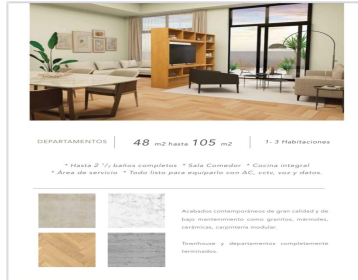 DEPARTAMENTOS 48 m2 hasta 105 m2 1- 3 Habitaciones
* Hasta 2 ¹/₂ baños completos * Sala Comedor * Cocina integral
* Área de servicio * Todo listo para equiparlo con AC, cctv, voz y datos.
Acabados contemporáneos de gran calidad y de
bajo mantenimiento como granitos, mármoles,
cerámicas, carpintería modular.
Townhouse y departamentos completamente
terminados.